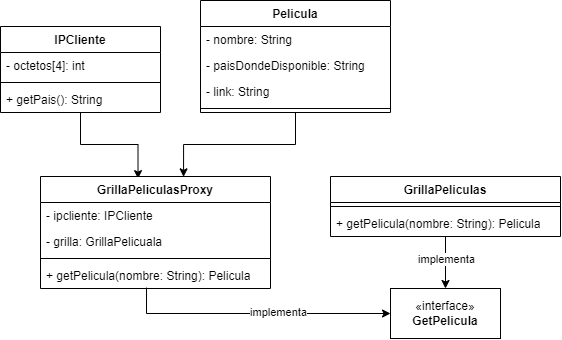 Pelicula
- nombre: String
- paisDondeDisponible: String
- link: String
IPCliente
- octetos[4]: int
+ getPais(): String
GrillaPeliculasProxy
- ipcliente: IPCliente
- grilla: GrillaPelicuala
+ getPelicula(nombre: String): Pelicula
GrillaPeliculas
+ getPelicula(nombre: String): Pelicula
implementa
implementa
«interface»
GetPelicula